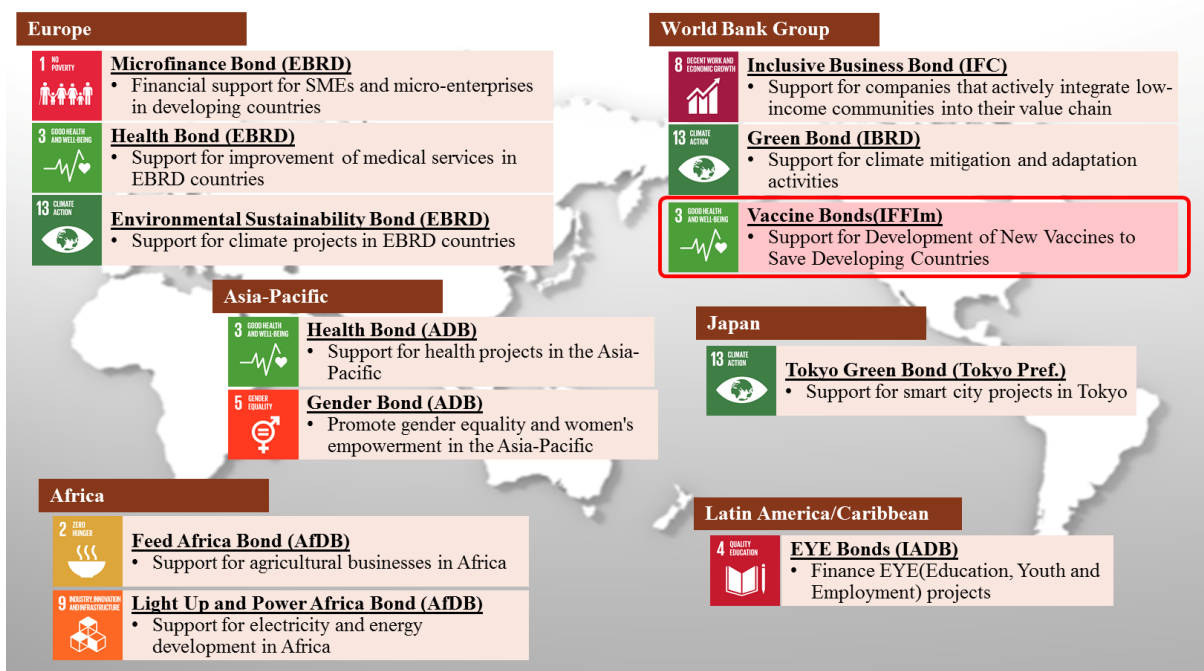 Europe
1 NO POVERTY
Microfinance Bond (EBRD)
• Financial support for SMEs and micro-enterprises
in developing countries
3 GOOD HEALTH AND WELL-BEING
Health Bond (EBRD)
• Support for improvement of medical services in
EBRD countries
13 CLIMATE ACTION
Environmental Sustainability Bond (EBRD)
• Support for climate projects in EBRD countries
World Bank Group
8 DECENT WORK AND ECONOMIC GROWTH
Inclusive Business Bond (IFC)
• Support for companies that actively integrate low-
income communities into their value chain
13 CLIMATE ACTION
Green Bond (IBRD)
• Support for climate mitigation and adaptation
activities
3 GOOD HEALTH AND WELL-BEING
Vaccine Bonds(IFFIm)
• Support for Development of New Vaccines to
Save Developing Countries
Asia-Pacific
3 GOOD HEALTH AND WELL-BEING
Health Bond (ADB)
• Support for health projects in the Asia-
Pacific
5 GENDER EQUALITY
Gender Bond (ADB)
• Promote gender equality and women's
empowerment in the Asia-Pacific
Japan
13 CLIMATE ACTION
Tokyo Green Bond (Tokyo Pref.)
• Support for smart city projects in Tokyo
Africa
2 ZERO HUNGER
Feed Africa Bond (AfDB)
• Support for agricultural businesses in Africa
9 INDUSTRY, INNOVATION AND INFRASTRUCTURE
Light Up and Power Africa Bond (AfDB)
• Support for electricity and energy
development in Africa
Latin America/Caribbean
4 QUALITY EDUCATION
EYE Bonds (IADB)
• Finance EYE(Education, Youth and
Employment) projects